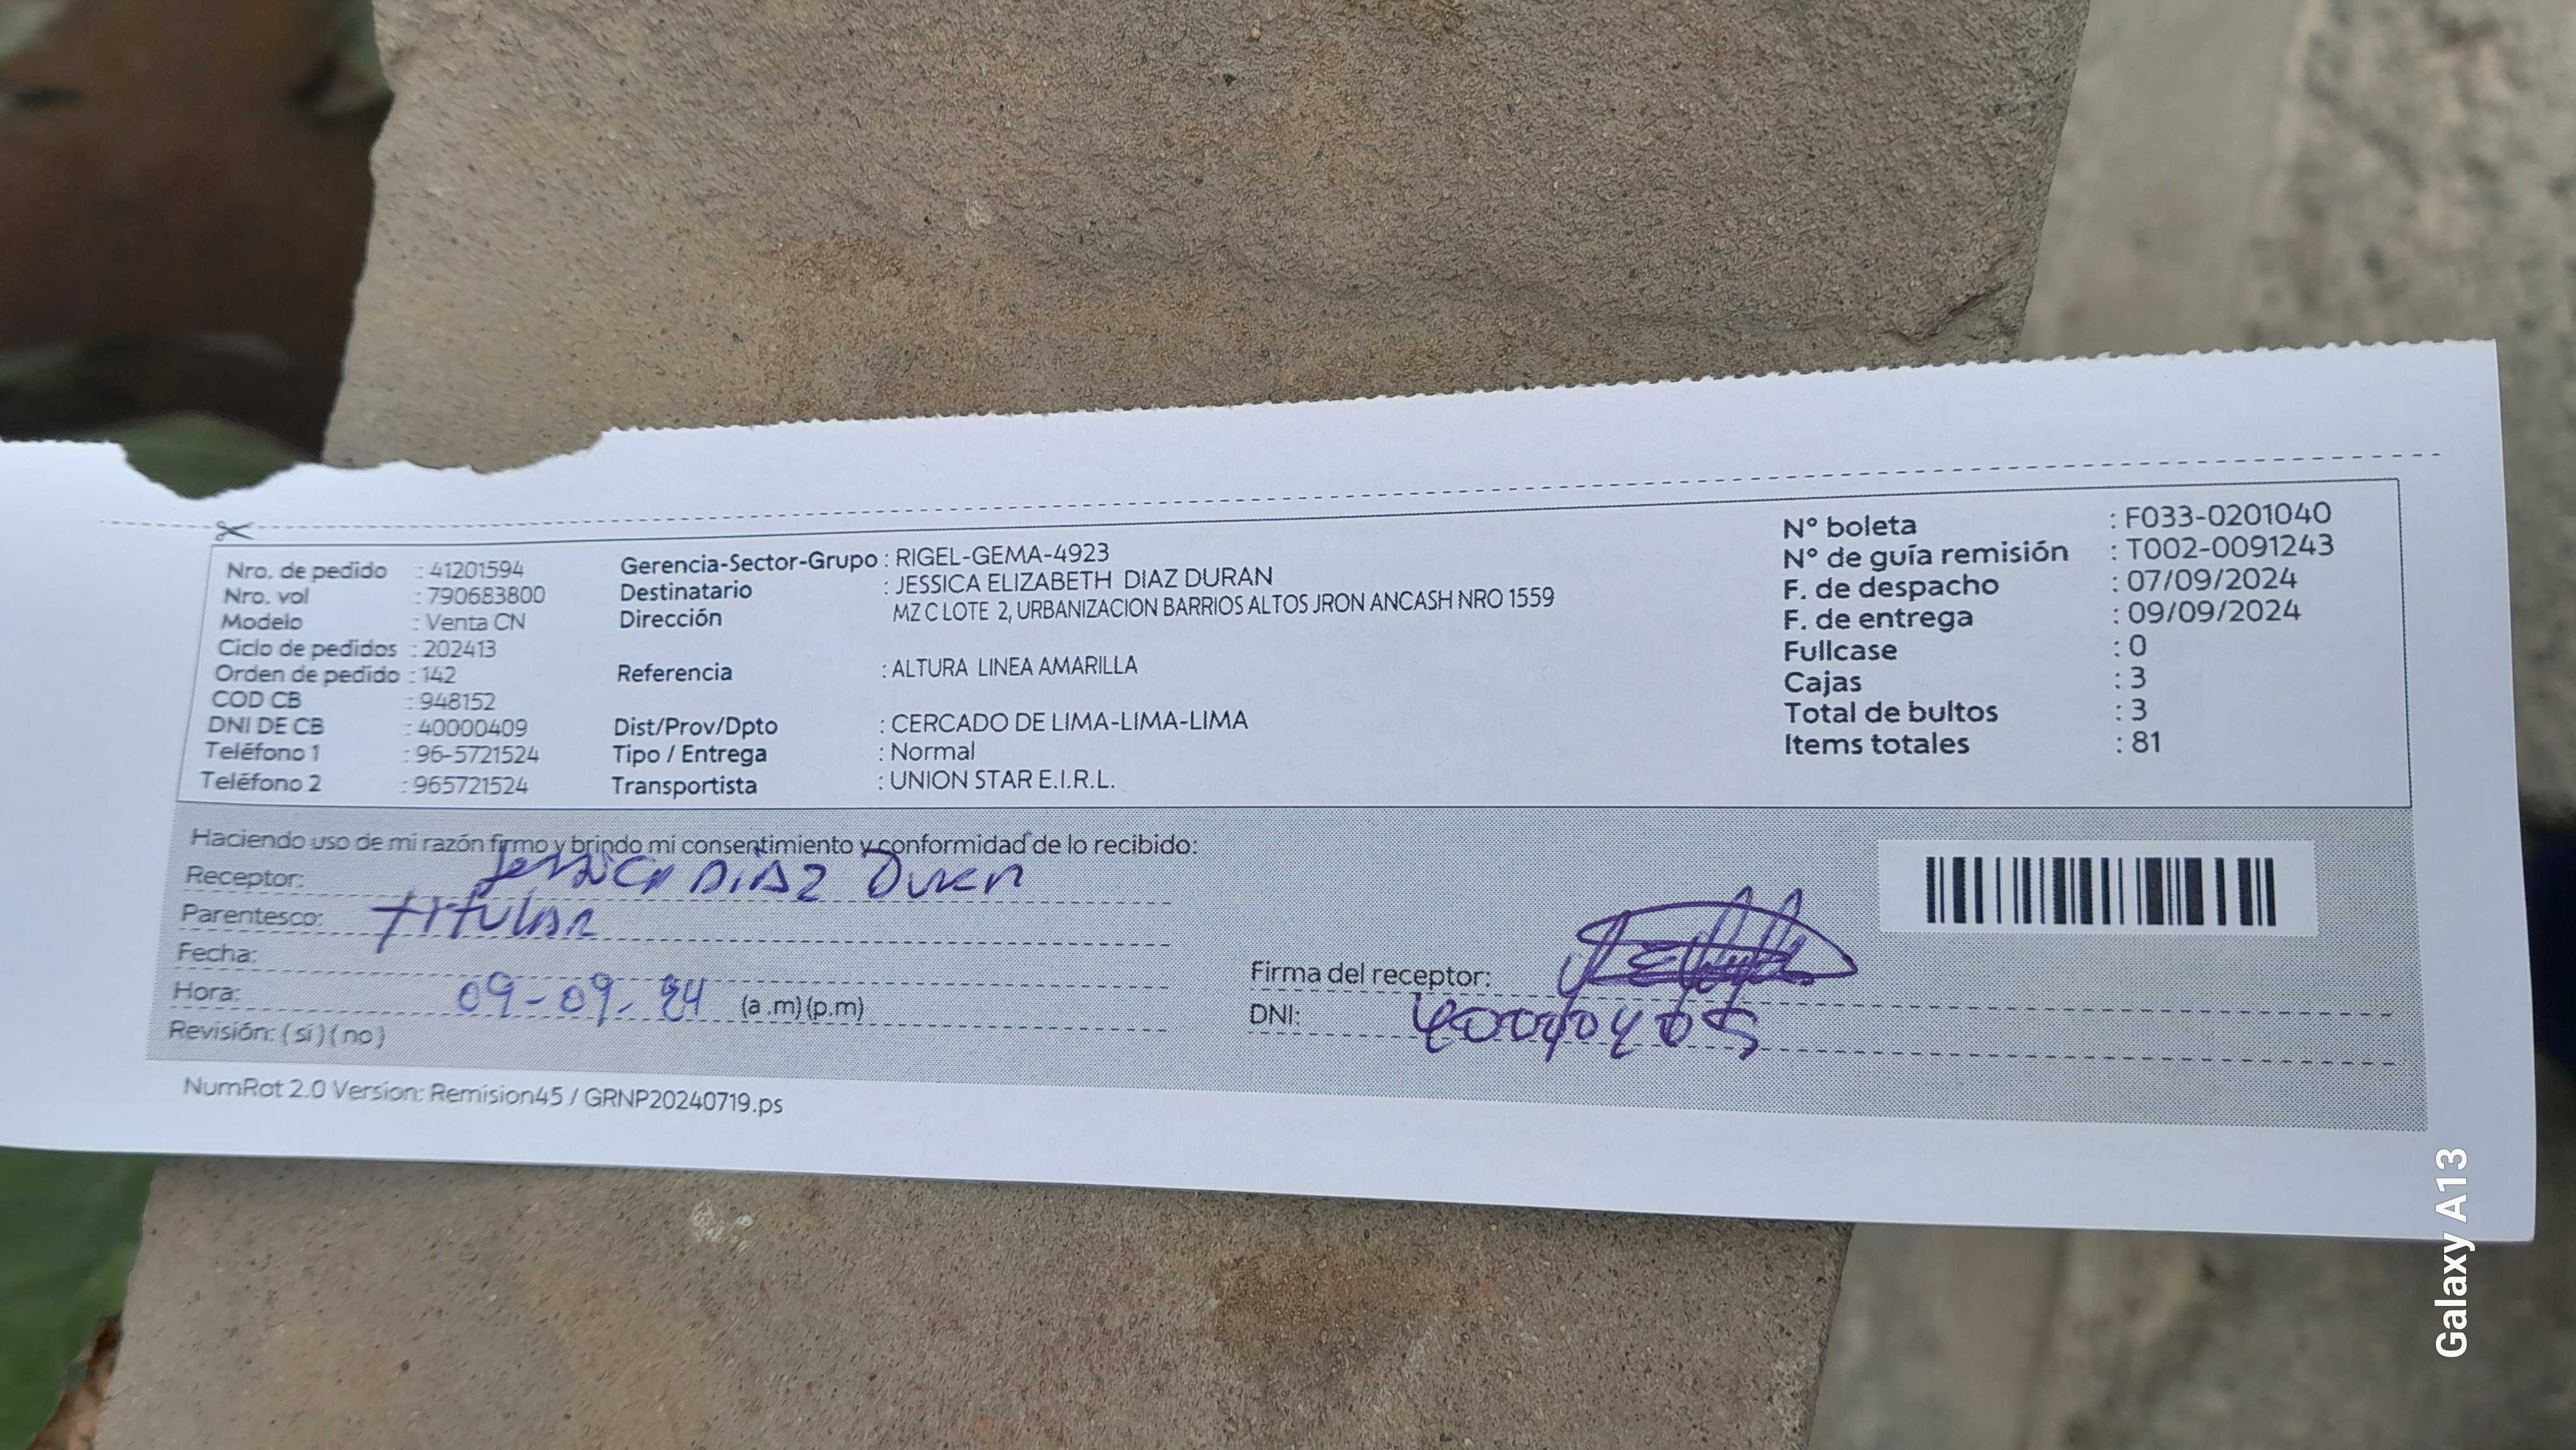 Nro. de pedido : 41201594
Nro. vol : 790683800
Modelo : Venta CN
Ciclo de pedidos : 202413
Orden de pedido : 142
COD CB : 948152
DNI DE CB : 40000409
Teléfono 1 : 96-5721524
Teléfono 2 : 965721524
Gerencia-Sector-Grupo : RIGEL-GEMA-4923
Destinatario : JESSICA ELIZABETH DIAZ DURAN
Dirección MZ C LOTE 2, URBANIZACION BARRIOS ALTOS JRON ANCASH NRO 1559
Referencia : ALTURA LINEA AMARILLA
Dist/Prov/Dpto : CERCADO DE LIMA-LIMA-LIMA
Tipo / Entrega : Normal
Transportista : UNION STAR E.I.R.L.
N° boleta : F033-0201040
N° de guía remisión : T002-0091243
F. de despacho : 07/09/2024
F. de entrega : 09/09/2024
Fullcase : 0
Cajas : 3
Total de bultos : 3
Items totales : 81
Haciendo uso de mi razón firmo y brindo mi consentimiento y conformidad de lo recibido:
Receptor: Jessica DiAZ Duran
Parentesco: titulAR
Fecha:
Hora: 09-09-24 (a .m) (p.m)
Revisión: ( si ) ( no )
Firma del receptor:
DNI:
NumRot 2.0 Version: Remision45 / GRNP20240719.ps
Galaxy A13